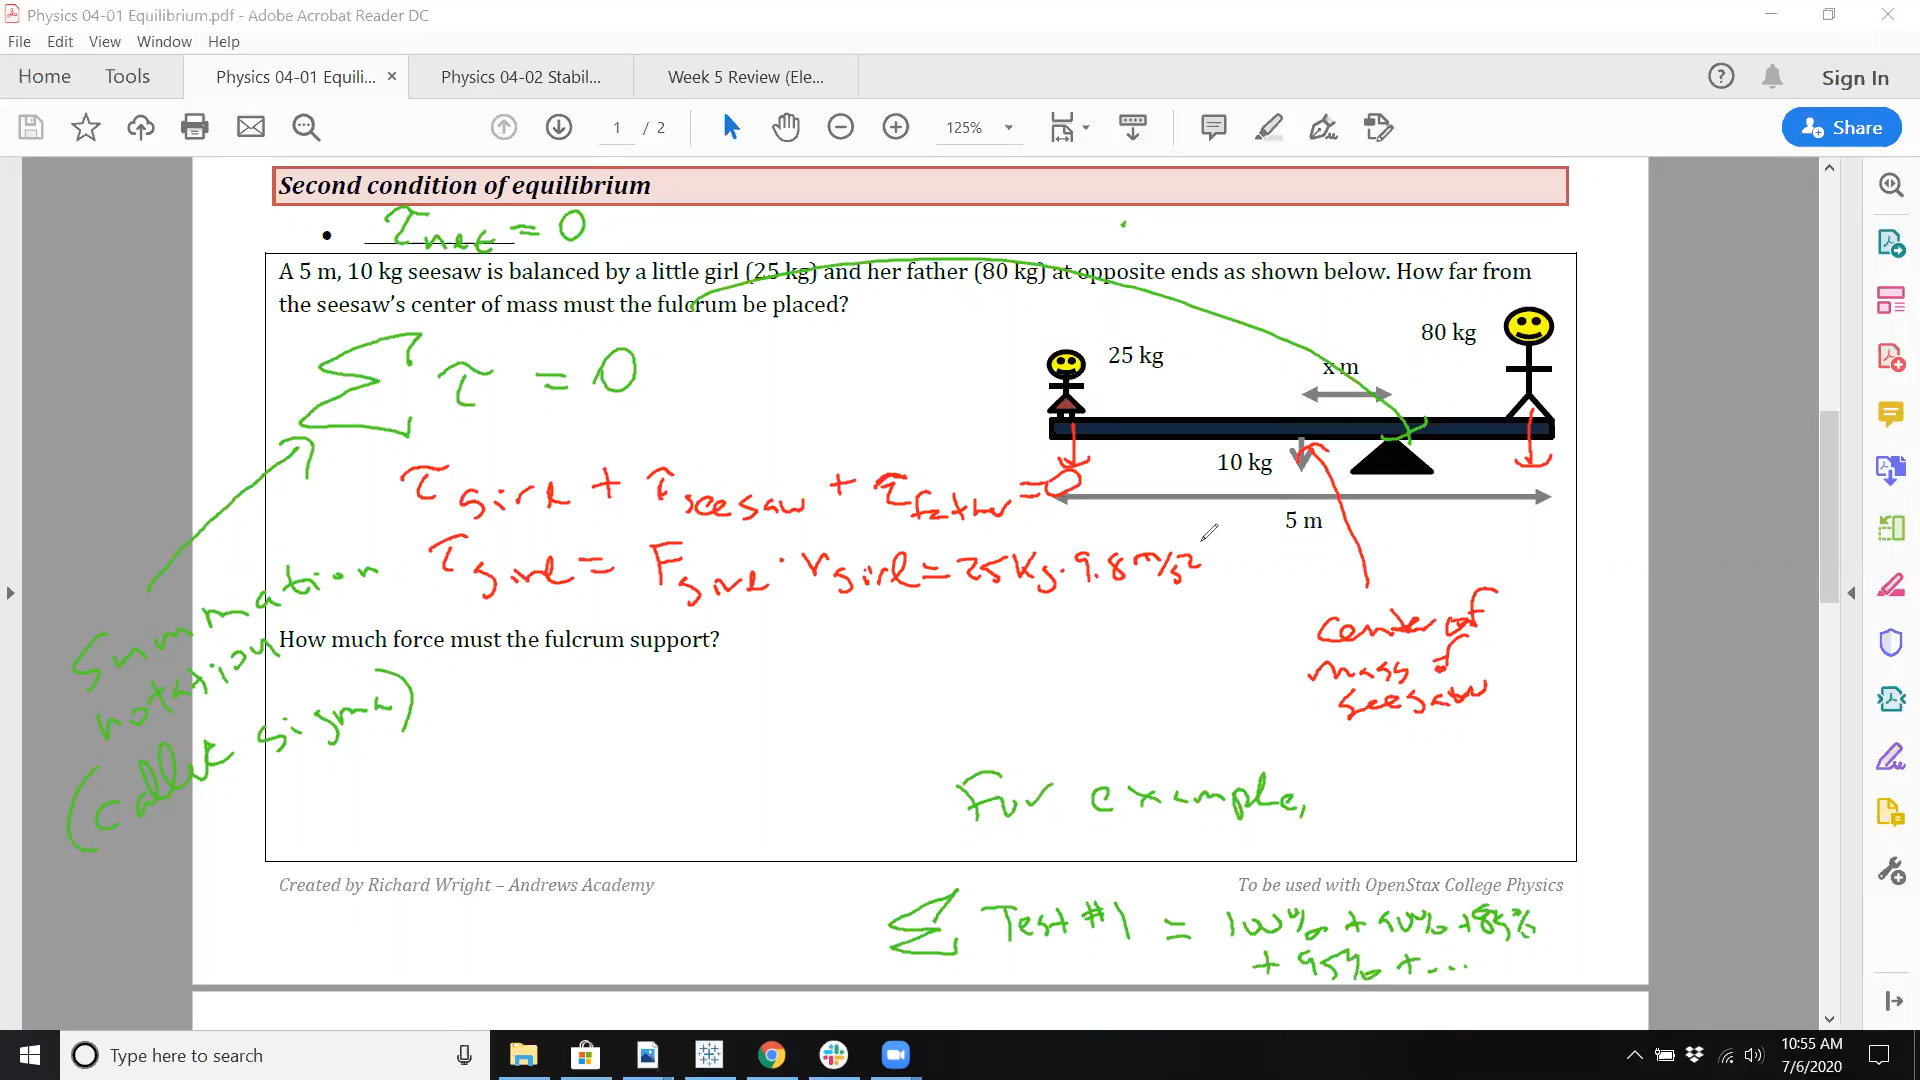 Physics 04-01 Equilibrium.pdf - Adobe Acrobat Reader DC
File Edit View Window Help
Home Tools Physics 04-01 Equili... × Physics 04-02 Stabil... Week 5 Review (Ele... ? Sign In
1 / 2 125% Share
Second condition of equilibrium
• τnet = 0
A 5 m, 10 kg seesaw is balanced by a little girl (25 kg) and her father (80 kg) at opposite ends as shown below. How far from
the seesaw's center of mass must the fulcrum be placed?
80 kg
25 kg
x m
Σ τ = 0
10 kg
τgirl + τseesaw + τfather = 0
5 m
τgirl = Fgirl · rgirl = 25 Kg · 9.8 m/s²
Summation
notation
(called sigma)
center of
mass of
seesaw
How much force must the fulcrum support?
For example,
Created by Richard Wright – Andrews Academy To be used with OpenStax College Physics
Σ Test #1 = 100% + 90% + 85%
+ 95% + ...
Type here to search
10:55 AM
7/6/2020